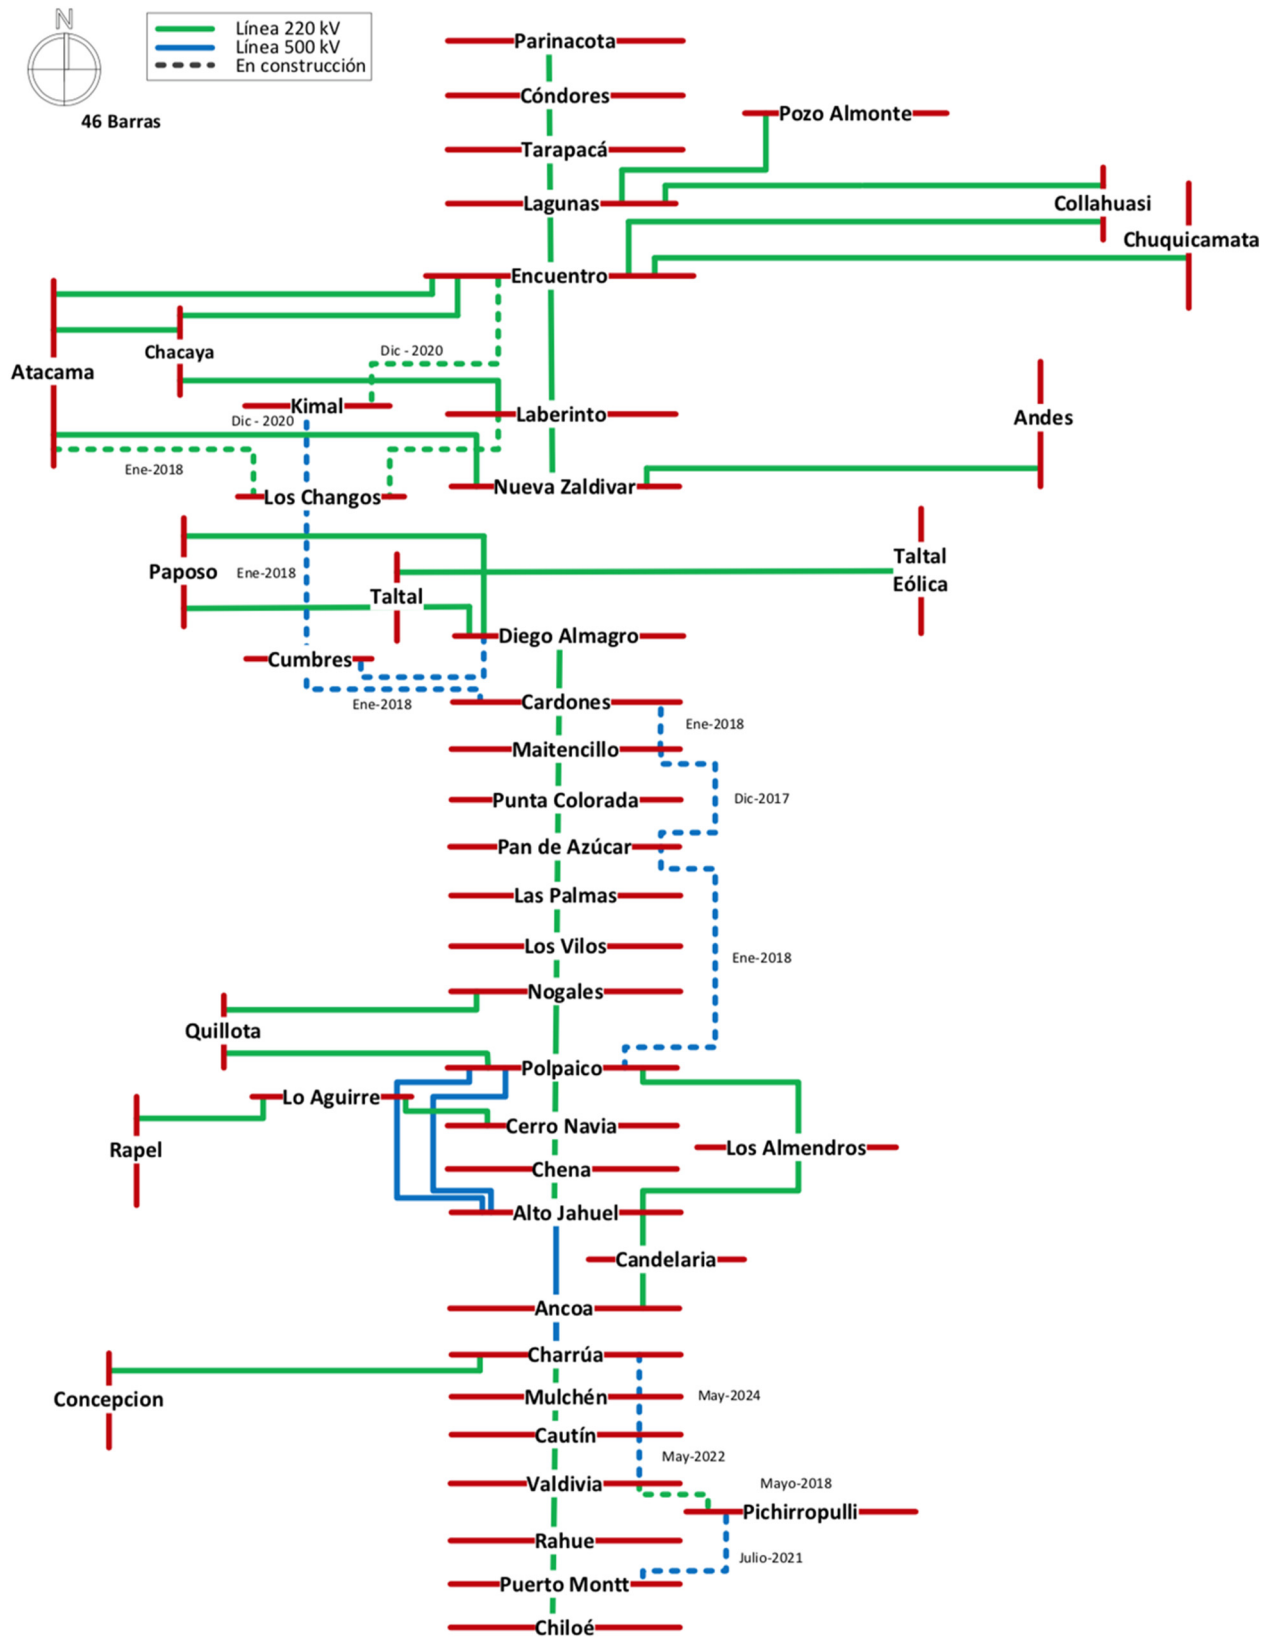 N
Línea 220 kV
Línea 500 kV
En construcción
46 Barras
Parinacota
Cóndores
Pozo Almonte
Tarapacá
Lagunas
Collahuasi
Chuquicamata
Encuentro
Chacaya
Dic - 2020
Atacama
Kimal
Dic - 2020
Laberinto
Andes
Ene-2018
Nueva Zaldivar
Los Changos
Taltal
Eólica
Paposo
Ene-2018
Taltal
Diego Almagro
Cumbres
Ene-2018
Cardones
Ene-2018
Maitencillo
Punta Colorada
Dic-2017
Pan de Azúcar
Las Palmas
Los Vilos
Ene-2018
Nogales
Quillota
Polpaico
Lo Aguirre
Cerro Navia
Rapel
Los Almendros
Chena
Alto Jahuel
Candelaria
Ancoa
Charrúa
Concepcion
Mulchén
May-2024
Cautín
May-2022
Valdivia
Mayo-2018
Pichirropulli
Rahue
Julio-2021
Puerto Montt
Chiloé